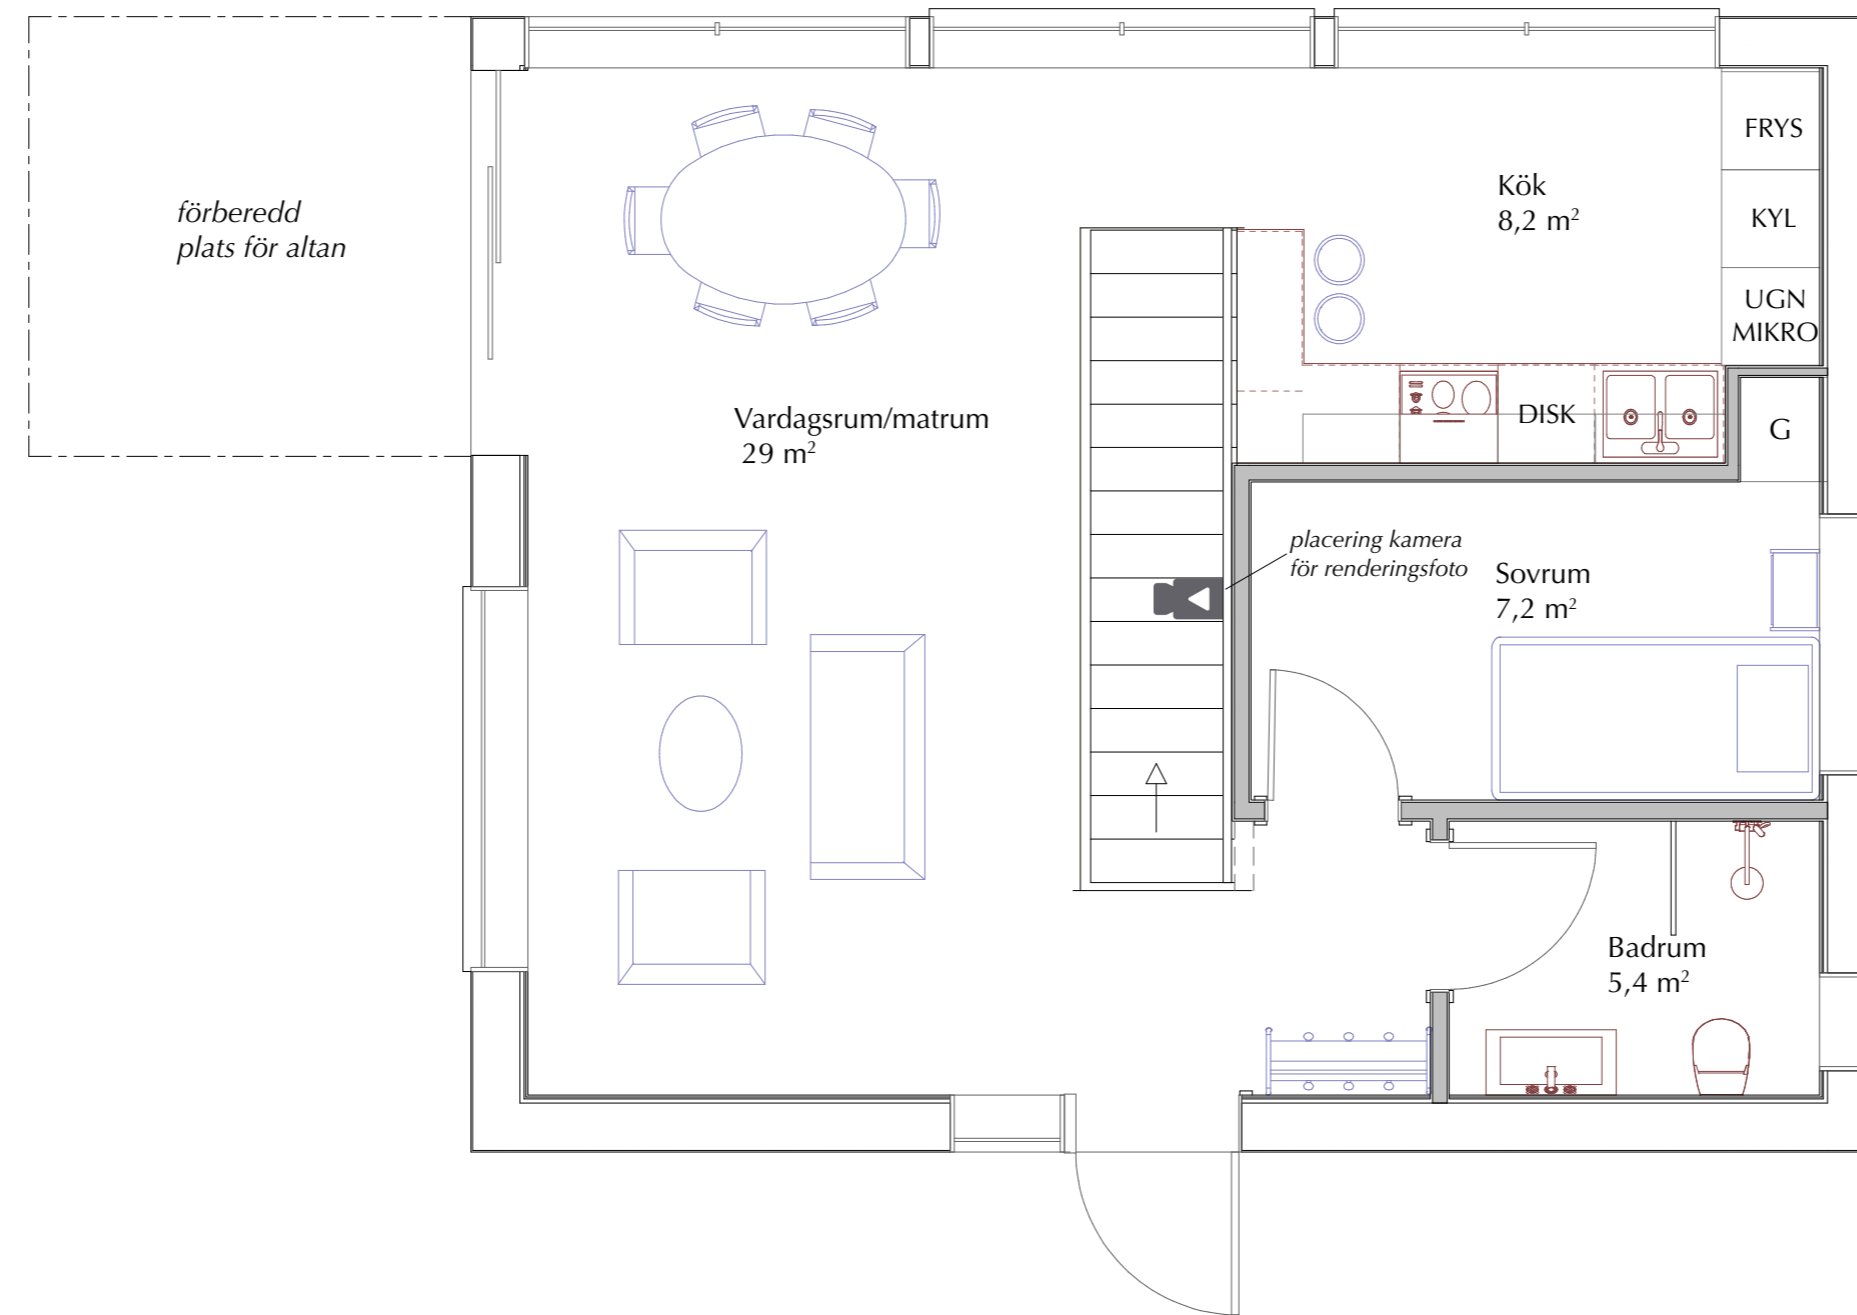 FRYS
Kök
8,2 m²
KYL
förberedd
plats för altan
UGN
MIKRO
Vardagsrum/matrum
29 m²
DISK
G
placering kamera
för renderingsfoto
Sovrum
7,2 m²
Badrum
5,4 m²